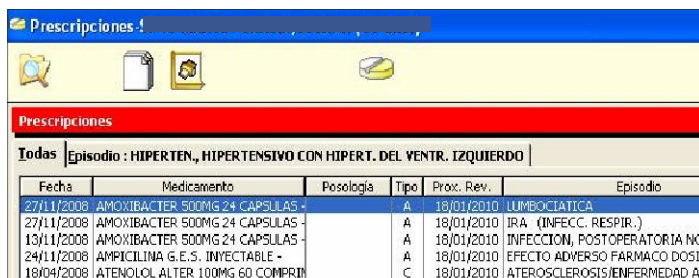 Prescripciones
Prescripciones
Todas Episodio : HIPERTEN., HIPERTENSIVO CON HIPERT. DEL VENTR. IZQUIERDO
Fecha Medicamento Posología Tipo Prox. Rev. Episodio
27/11/2008 AMOXIBACTER 500MG 24 CAPSULAS - A 18/01/2010 LUMBOCIATICA
27/11/2008 AMOXIBACTER 500MG 24 CAPSULAS - A 18/01/2010 IRA (INFECC. RESPIR.)
13/11/2008 AMOXIBACTER 500MG 24 CAPSULAS - A 18/01/2010 INFECCION, POSTOPERATORIA NO
24/11/2008 AMPICILINA G.E.S. INYECTABLE - A 18/01/2010 EFECTO ADVERSO FARMACO DOSI
18/04/2008 ATENOLOL ALTER 100MG 60 COMPRIM C 18/01/2010 ATEROSCLEROSIS/ENFERMEDAD A